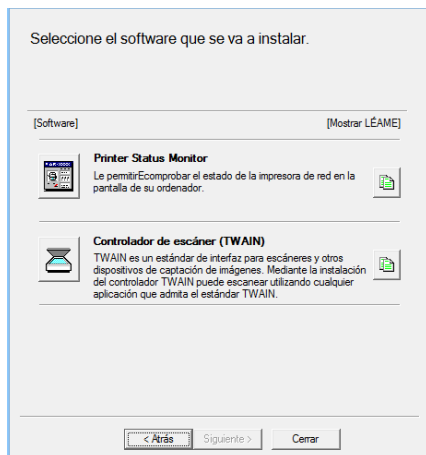 Seleccione el software que se va a instalar.
[Software] [Mostrar LÉAME]
Printer Status Monitor
Le permitirEcomprobar el estado de la impresora de red en la
pantalla de su ordenador.
Controlador de escáner (TWAIN)
TWAIN es un estándar de interfaz para escáneres y otros
dispositivos de captación de imágenes. Mediante la instalación
del controlador TWAIN puede escanear utilizando cualquier
aplicación que admita el estándar TWAIN.
< Atrás Siguiente > Cerrar